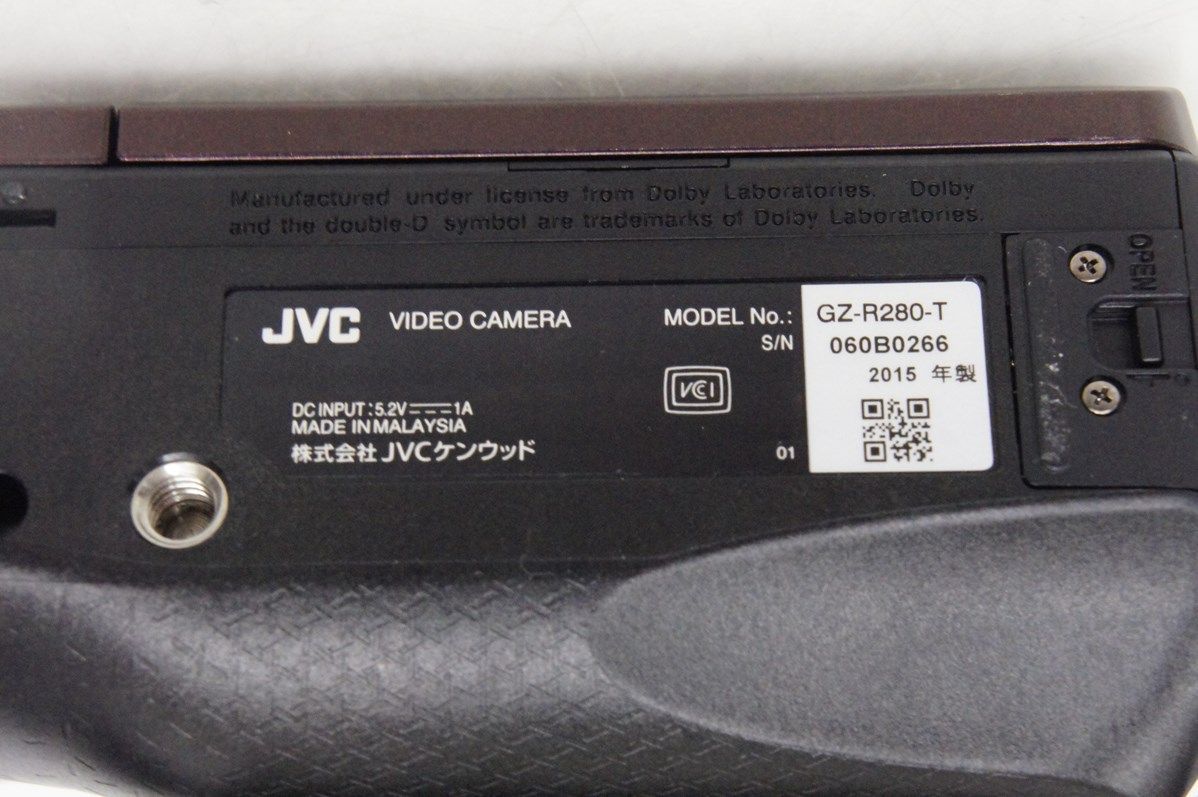 Manufactured under license from Dolby Laboratories. Dolby
and the double-D symbol are trademarks of Dolby Laboratories.
JVC VIDEO CAMERA
MODEL No.: GZ-R280-T
S/N 060B0266
2015 年製
VCI
DC INPUT : 5.2V 1A
MADE IN MALAYSIA
株式会社 JVCケンウッド
01
OPEN